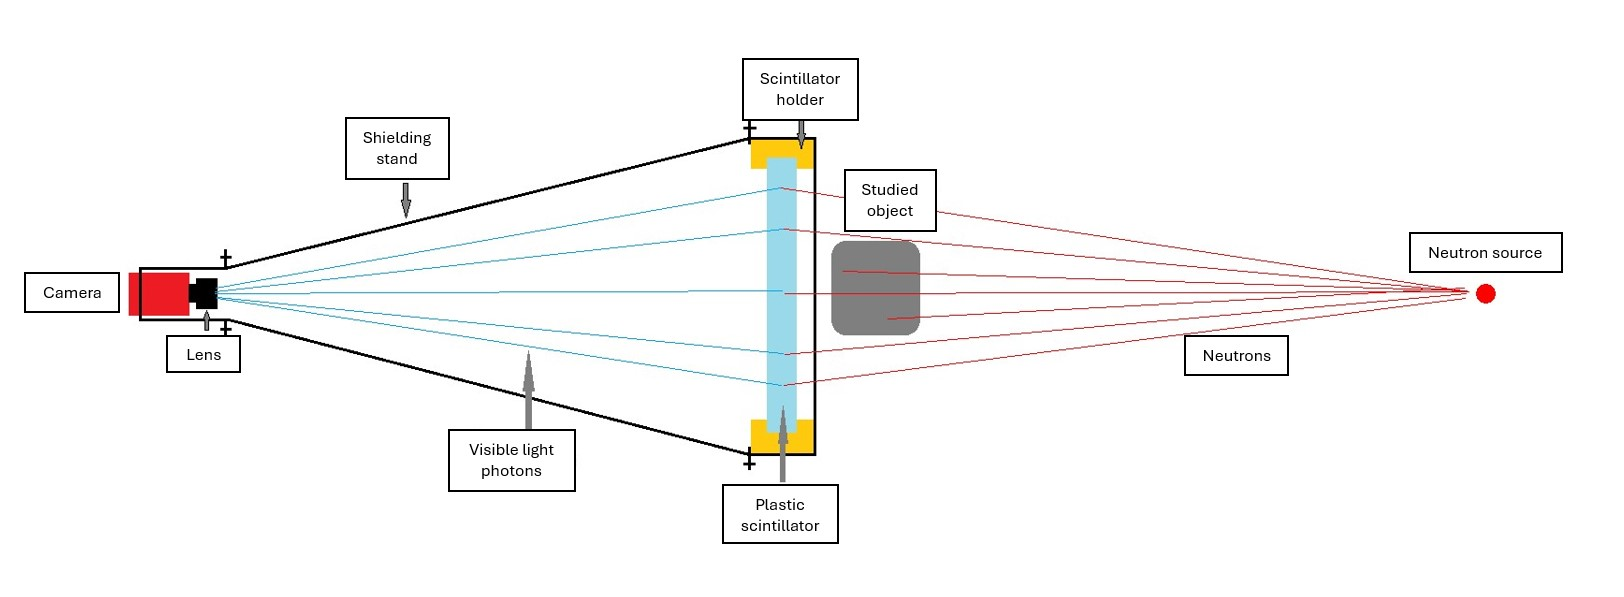 Scintillator
holder
Shielding
stand
Studied
object
Neutron source
Camera
Lens
Neutrons
Visible light
photons
Plastic
scintillator